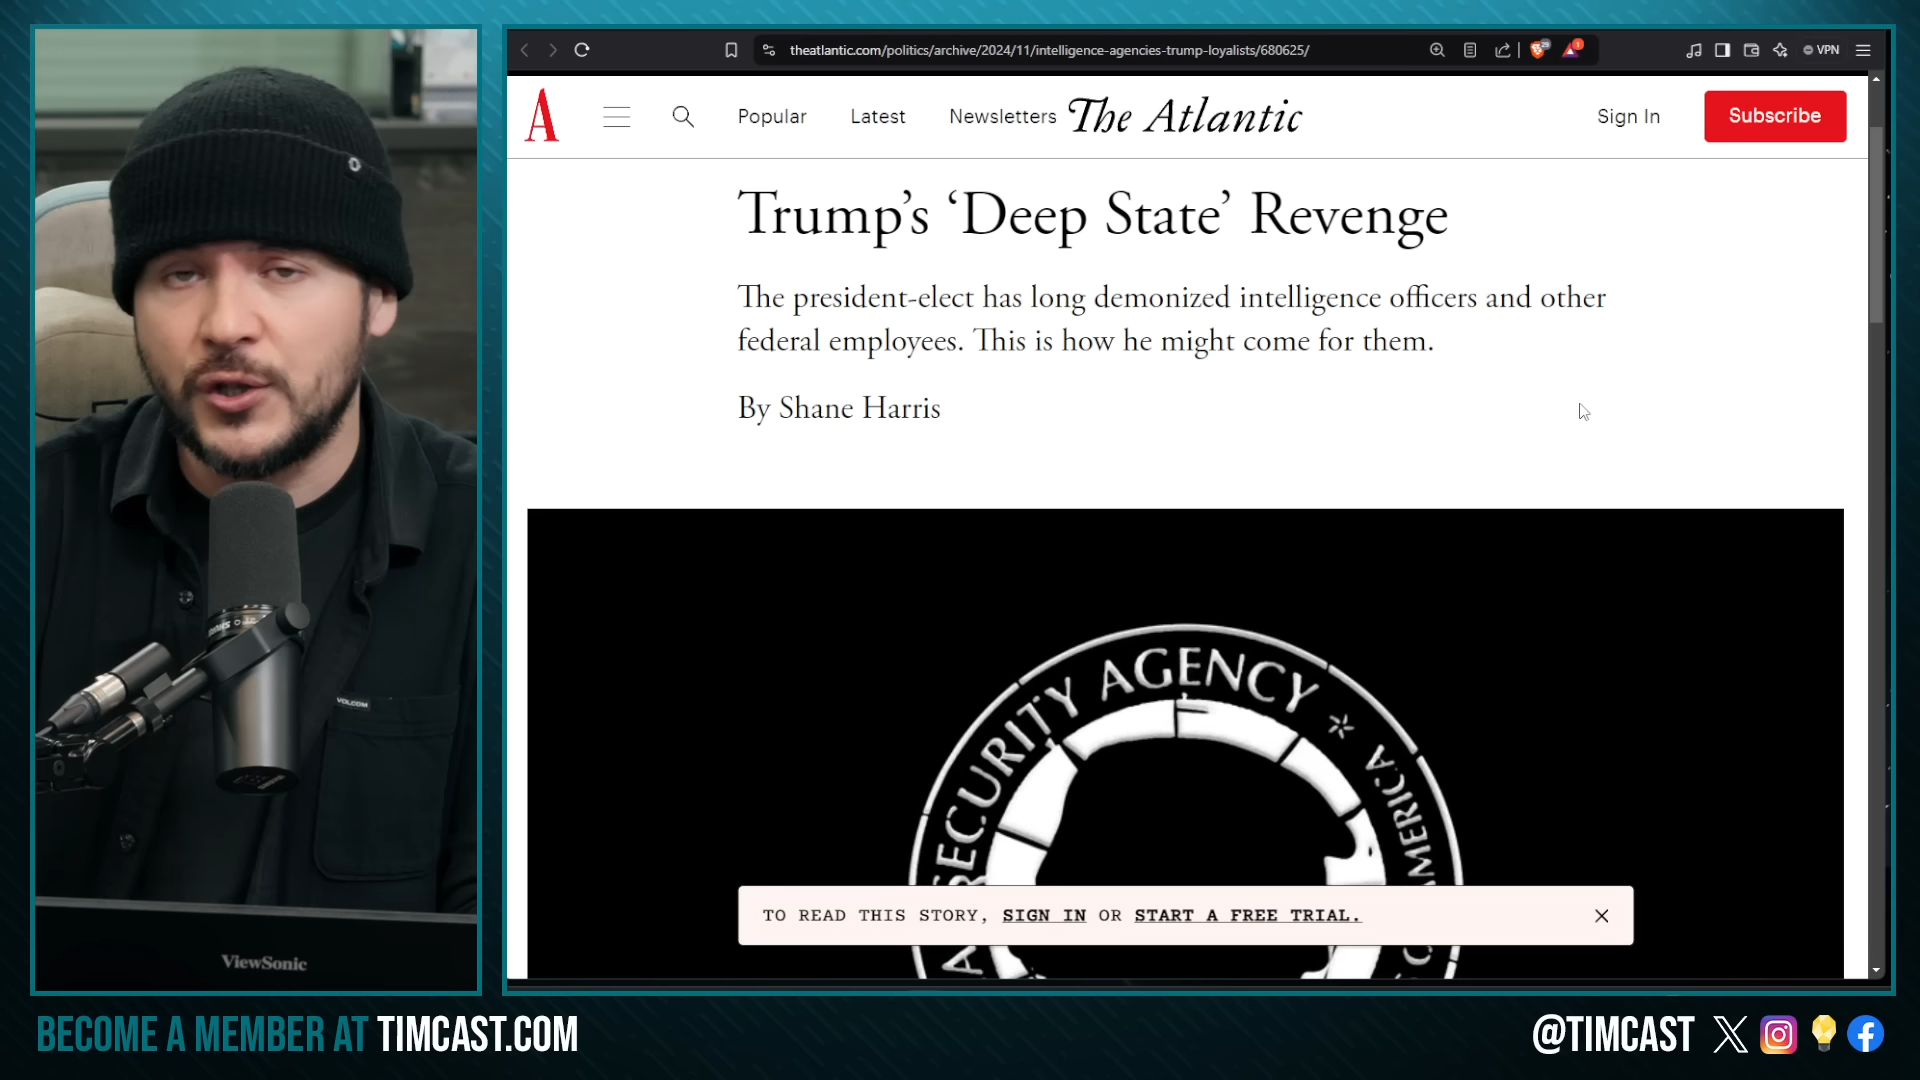 theatlantic.com/politics/archive/2024/11/intelligence-agencies-trump-loyalists/680625/
VPN
A
Popular
Latest
Newsletters
The Atlantic
Sign In
Subscribe
Trump’s ‘Deep State’ Revenge
The president-elect has long demonized intelligence officers and other
federal employees. This is how he might come for them.
By Shane Harris
SECURITY AGENCY
AMERICA
TO READ THIS STORY, SIGN IN OR START A FREE TRIAL.
VOLCOM
ViewSonic
BECOME A MEMBER AT TIMCAST.COM
@TIMCAST